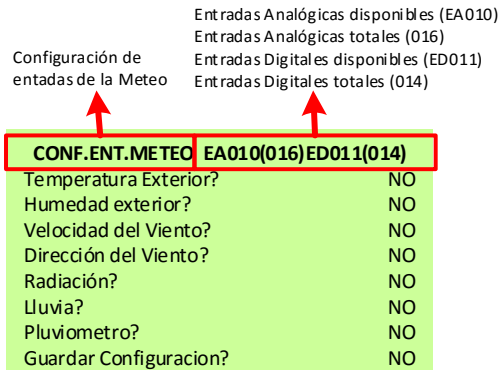 Entradas Analógicas disponibles (EA010)
Entradas Analógicas totales (016)
Entradas Digitales disponibles (ED011)
Entradas Digitales totales (014)
Configuración de
entadas de la Meteo
CONF.ENT.METEO EA010(016)ED011(014)
Temperatura Exterior? NO
Humedad exterior? NO
Velocidad del Viento? NO
Dirección del Viento? NO
Radiación? NO
Lluvia? NO
Pluviometro? NO
Guardar Configuracion? NO